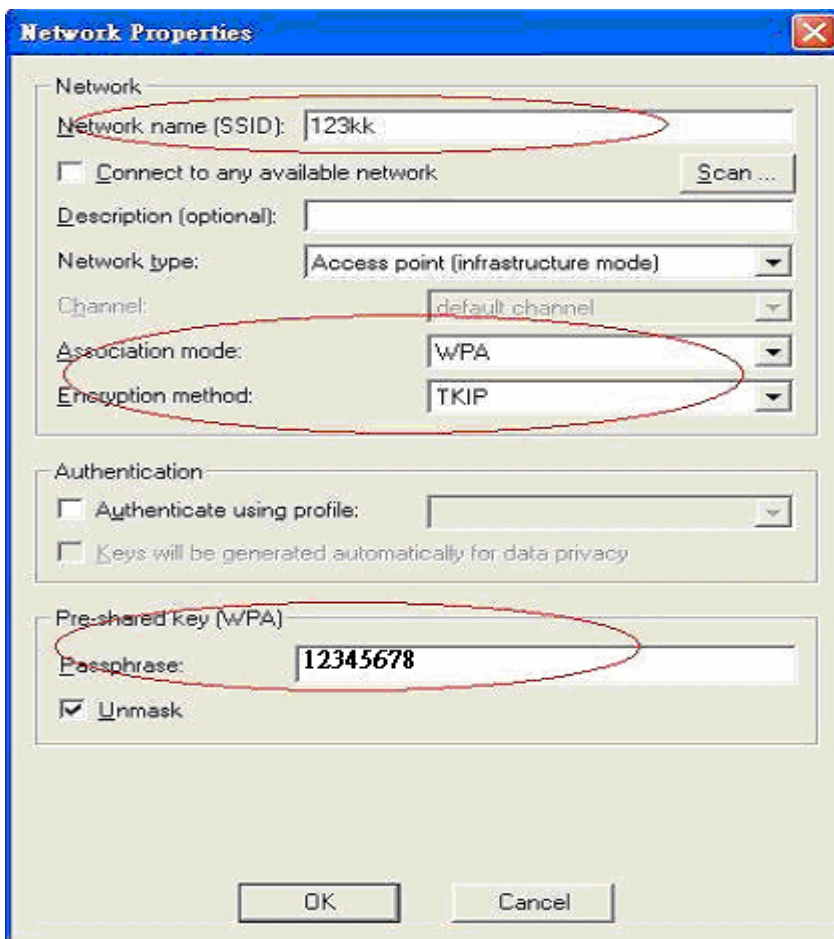 Network Properties
Network
Network name (SSID): 123kk
Connect to any available network Scan ...
Description (optional):
Network type: Access point (infrastructure mode)
Channel: default channel
Association mode: WPA
Encryption method: TKIP
Authentication
Authenticate using profile:
Keys will be generated automatically for data privacy
Pre-shared key (WPA)
Passphrase: 12345678
Unmask
OK Cancel